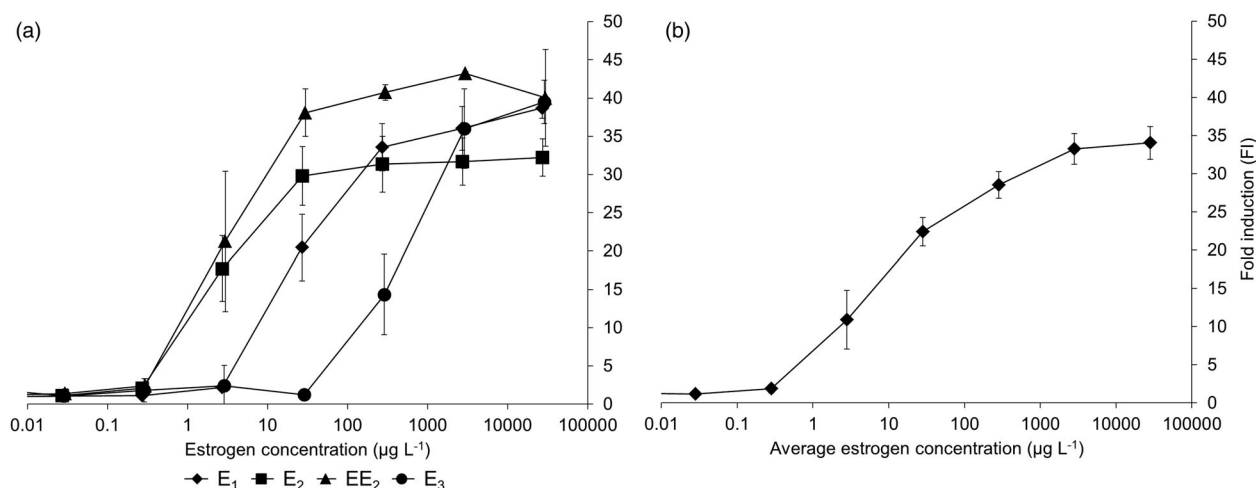 (a)
50
45
40
35
30
25
20
15
10
5
0
0.01 0.1 1 10 100 1000 10000 100000
Estrogen concentration (µg L⁻¹)
E₁ E₂ EE₂ E₃
(b)
50
45
40
35
30
25
20
15
10
5
0
Fold induction (FI)
0.01 0.1 1 10 100 1000 10000 100000
Average estrogen concentration (µg L⁻¹)